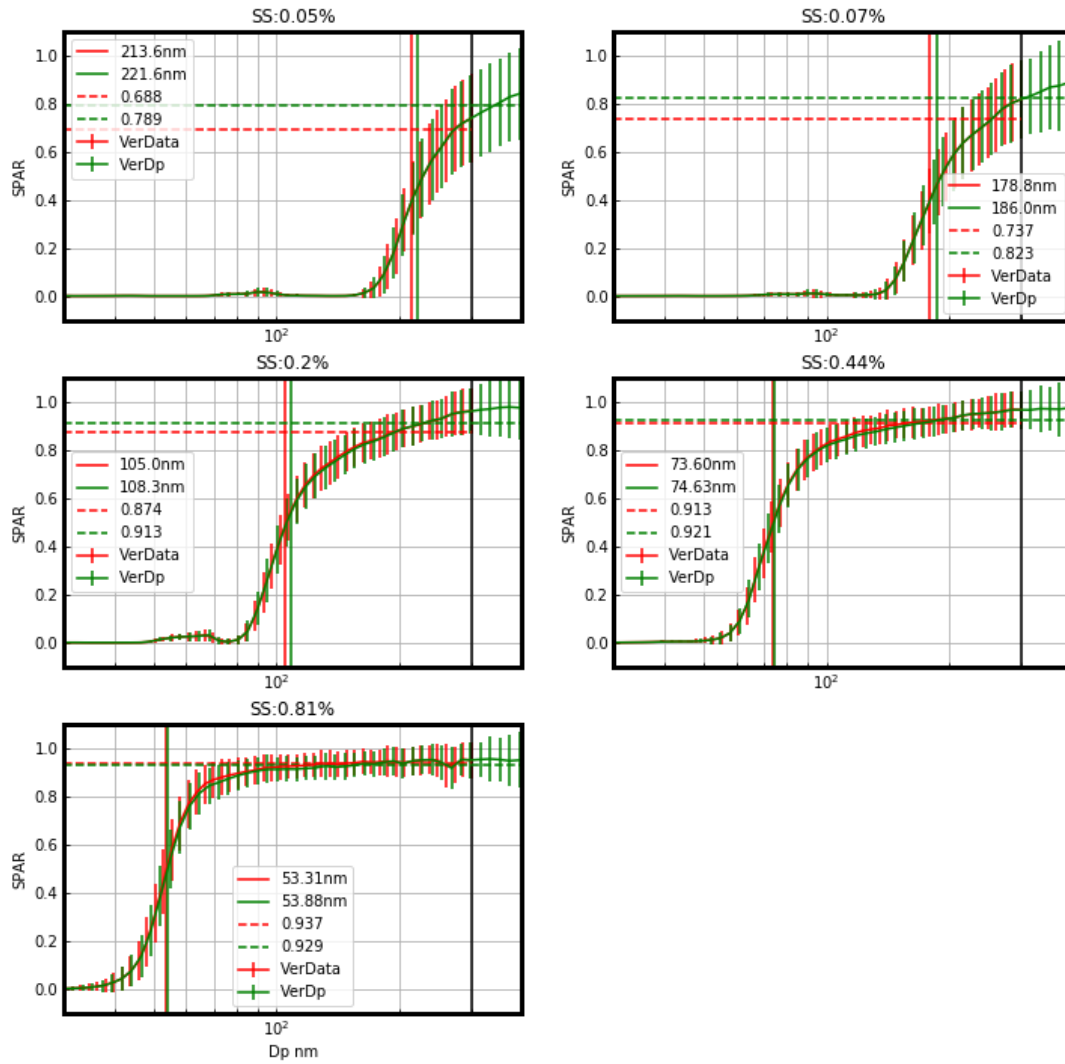 SS:0.05%
1.0
0.8
0.6
0.4
0.2
0.0
SPAR
213.6nm
221.6nm
0.688
0.789
VerData
VerDp
10²
SS:0.07%
1.0
0.8
0.6
0.4
0.2
0.0
SPAR
178.8nm
186.0nm
0.737
0.823
VerData
VerDp
10²
SS:0.2%
1.0
0.8
0.6
0.4
0.2
0.0
SPAR
105.0nm
108.3nm
0.874
0.913
VerData
VerDp
10²
SS:0.44%
1.0
0.8
0.6
0.4
0.2
0.0
SPAR
73.60nm
74.63nm
0.913
0.921
VerData
VerDp
10²
SS:0.81%
1.0
0.8
0.6
0.4
0.2
0.0
SPAR
53.31nm
53.88nm
0.937
0.929
VerData
VerDp
10²
Dp nm